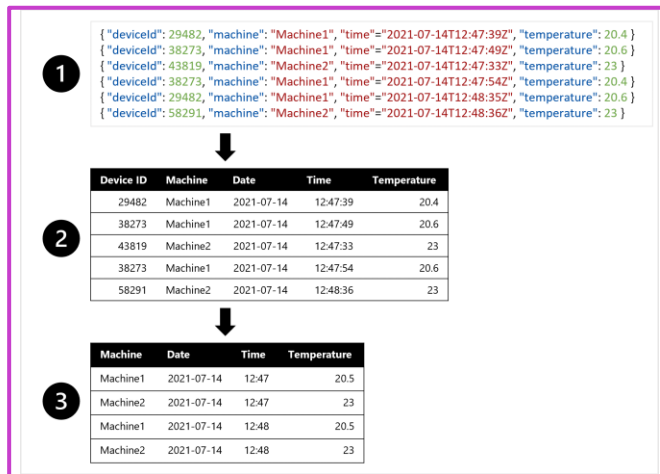 1
{ "deviceId": 29482, "machine": "Machine1", "time"="2021-07-14T12:47:39Z", "temperature": 20.4 }
{ "deviceId": 38273, "machine": "Machine1", "time"="2021-07-14T12:47:49Z", "temperature": 20.6 }
{ "deviceId": 43819, "machine": "Machine2", "time"="2021-07-14T12:47:33Z", "temperature": 23 }
{ "deviceId": 38273, "machine": "Machine1", "time"="2021-07-14T12:47:54Z", "temperature": 20.4 }
{ "deviceId": 29482, "machine": "Machine1", "time"="2021-07-14T12:48:35Z", "temperature": 20.6 }
{ "deviceId": 58291, "machine": "Machine2", "time"="2021-07-14T12:48:36Z", "temperature": 23 }
2
Device ID Machine Date Time Temperature
29482 Machine1 2021-07-14 12:47:39 20.4
38273 Machine1 2021-07-14 12:47:49 20.6
43819 Machine2 2021-07-14 12:47:33 23
38273 Machine1 2021-07-14 12:47:54 20.6
58291 Machine2 2021-07-14 12:48:36 23
3
Machine Date Time Temperature
Machine1 2021-07-14 12:47 20.5
Machine2 2021-07-14 12:47 23
Machine1 2021-07-14 12:48 20.5
Machine2 2021-07-14 12:48 23